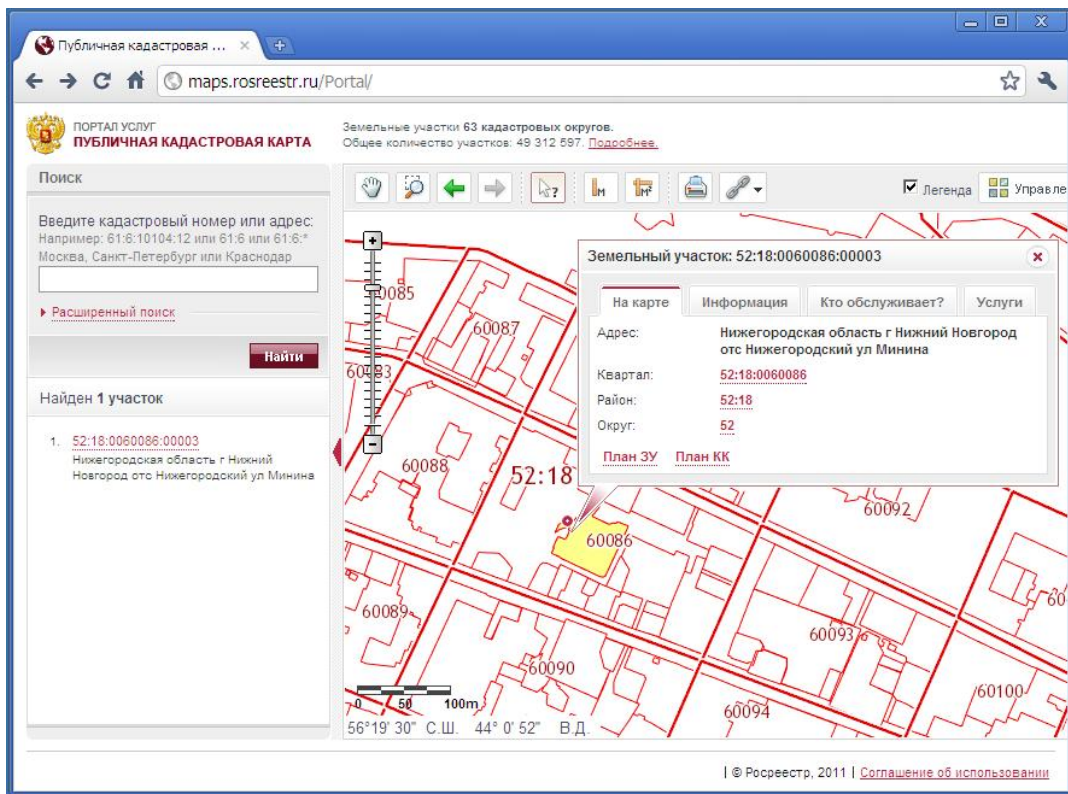 Публичная кадастровая ...
maps.rosreestr.ru/Portal/
ПОРТАЛ УСЛУГ
ПУБЛИЧНАЯ КАДАСТРОВАЯ КАРТА
Земельные участки 63 кадастровых округов.
Общее количество участков: 49 312 597. Подробнее.
Поиск
Введите кадастровый номер или адрес:
Например: 61:6:10104:12 или 61:6 или 61:6:*
Москва, Санкт-Петербург или Краснодар
Расширенный поиск
Найти
Найден 1 участок
1. 52:18:0060086:00003
Нижегородская область г Нижний
Новгород отс Нижегородский ул Минина
?
М
М²
Легенда
Управле
Земельный участок: 52:18:0060086:00003
На карте
Информация
Кто обслуживает?
Услуги
Адрес: Нижегородская область г Нижний Новгород
отс Нижегородский ул Минина
Квартал: 52:18:0060086
Район: 52:18
Округ: 52
План ЗУ План КК
60087
60088
52:18
60092
60086
60089
60093
60090
60100
60094
0 50 100m
56°19' 30" С.Ш. 44° 0' 52" В.Д.
| © Росреестр, 2011 | Соглашение об использовании